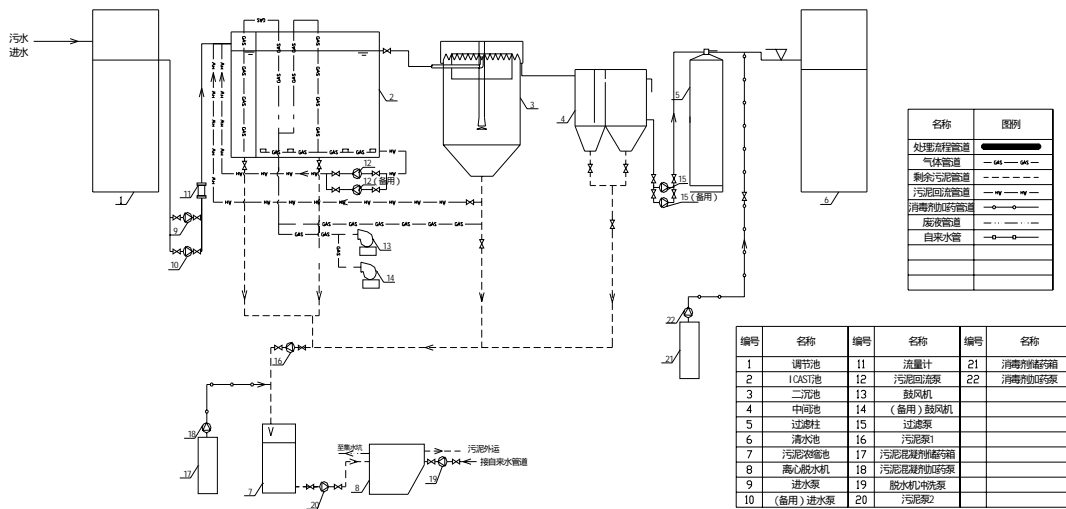 污水
进水
1
11
9
10
GAS
2
HV
12
12(备用)
GAS
13
14
3
4
15
15(备用)
5
6
22
21
16
18
17
7
20
8
至集水坑
污泥外运
接自来水管道
19
名称 图例
处理流程管道
气体管道 GAS GAS
剩余污泥管道
污泥回流管道 HV HV
消毒剂加药管道
废液管道
自来水管
编号 名称 编号 名称 编号 名称
1 调节池 11 流量计 21 消毒剂储药箱
2 ICAST池 12 污泥回流泵 22 消毒剂加药泵
3 二沉池 13 鼓风机
4 中间池 14 (备用)鼓风机
5 过滤柱 15 过滤泵
6 清水池 16 污泥泵1
7 污泥浓缩池 17 污泥混凝剂储药箱
8 离心脱水机 18 污泥混凝剂加药泵
9 进水泵 19 脱水机冲洗泵
10 (备用)进水泵 20 污泥泵2